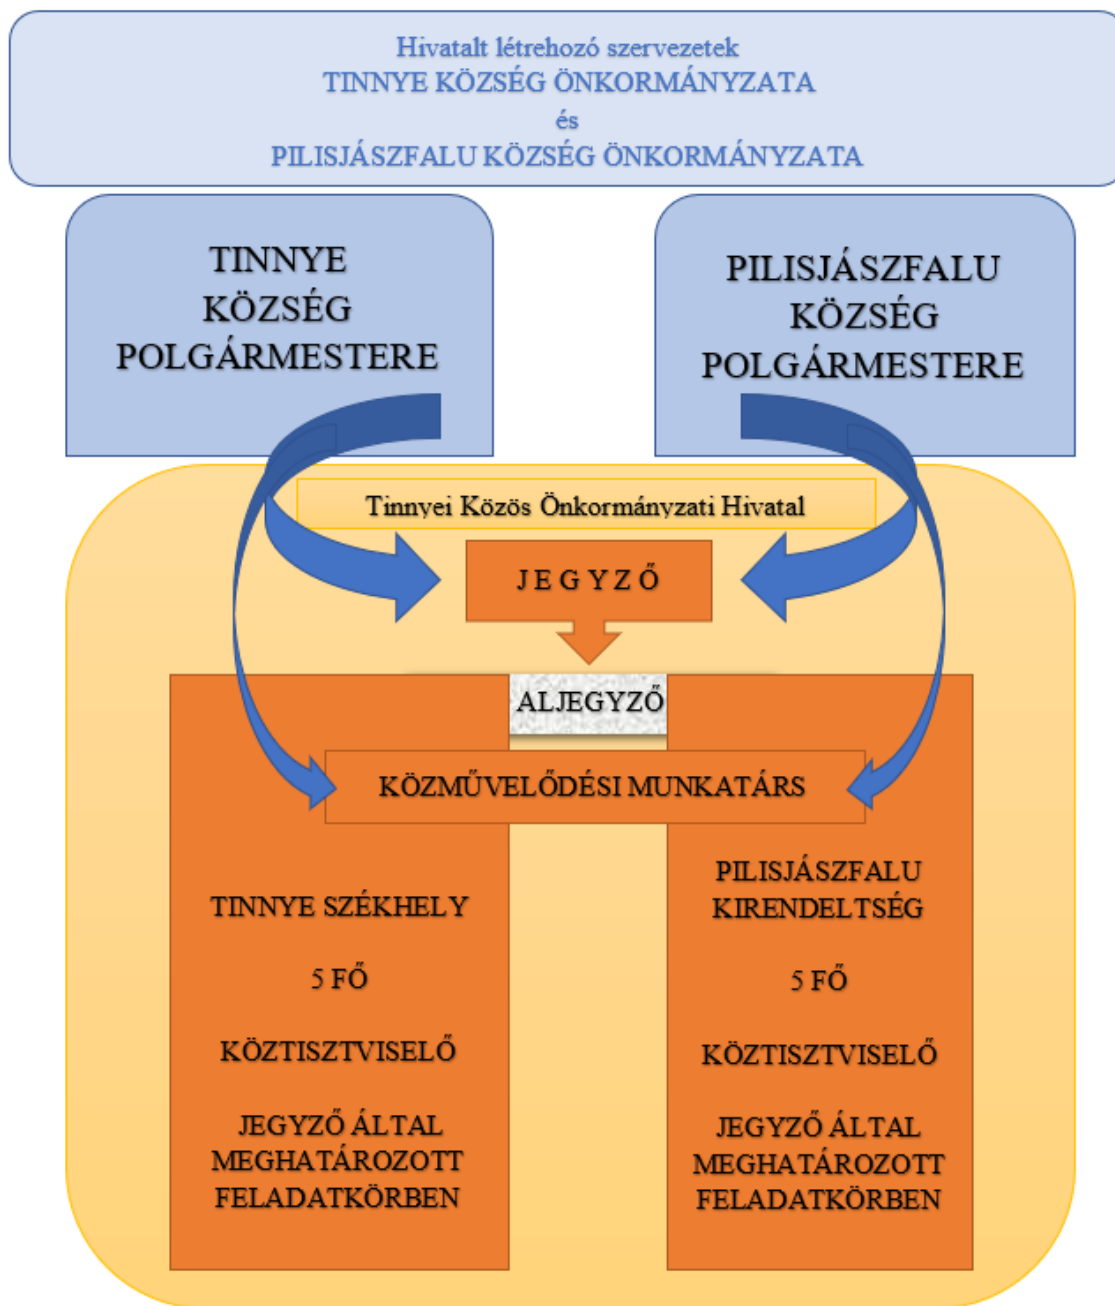 Hivatalt létrehozó szervezetek
TINNYE KÖZSÉG ÖNKORMÁNYZATA
és
PILISJÁSZFALU KÖZSÉG ÖNKORMÁNYZATA
TINNYE
KÖZSÉG
POLGÁRMESTERE
PILISJÁSZFALU
KÖZSÉG
POLGÁRMESTERE
Tinnyei Közös Önkormányzati Hivatal
J E G Y Z Ő
ALJEGYZŐ
KÖZMŰVELŐDÉSI MUNKATÁRS
TINNYE SZÉKHELY
5 FŐ
KÖZTISZTVISELŐ
JEGYZŐ ÁLTAL
MEGHATÁROZOTT
FELADATKÖRBEN
PILISJÁSZFALU
KIRENDELTSÉG
5 FŐ
KÖZTISZTVISELŐ
JEGYZŐ ÁLTAL
MEGHATÁROZOTT
FELADATKÖRBEN